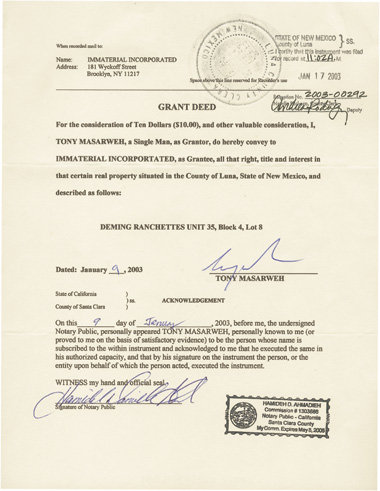 When recorded mail to:
Name: IMMATERIAL INCORPORATED
Address: 181 Wyckoff Street
Brooklyn, NY 11217
Space above this line reserved for Recorder's use
STATE OF NEW MEXICO ) SS.
County of Luna
I certify that this instrument was filed
for record at 11:02A.M
JAN 17 2003
Reception No. 2003-00292
Deputy
NEW MEXICO
GRANT DEED
For the consideration of Ten Dollars ($10.00), and other valuable consideration, I,
TONY MASARWEH, a Single Man, as Grantor, do hereby convey to
IMMATERIAL INCORPORTATED, as Grantee, all that right, title and interest in
that certain real property situated in the County of Luna, State of New Mexico, and
described as follows:
DEMING RANCHETTES UNIT 35, Block 4, Lot 8
Dated: January 9, 2003
TONY MASARWEH
State of California )
) ss. ACKNOWLEDGEMENT
County of Santa Clara )
On this 9 day of January, 2003, before me, the undersigned
Notary Public, personally appeared TONY MASARWEH, personally known to me (or
proved to me on the basis of satisfactory evidence) to be the person whose name is
subscribed to the within instrument and acknowledged to me that he executed the same in
his authorized capacity, and that by his signature on the instrument the person, or the
entity upon behalf of which the person acted, executed the instrument.
WITNESS my hand and official seal.
Signature of Notary Public
HAMIDEH D. AHMADIEH
Commission # 1303666
Notary Public - California
Santa Clara County
My Comm. Expires May 5, 2005